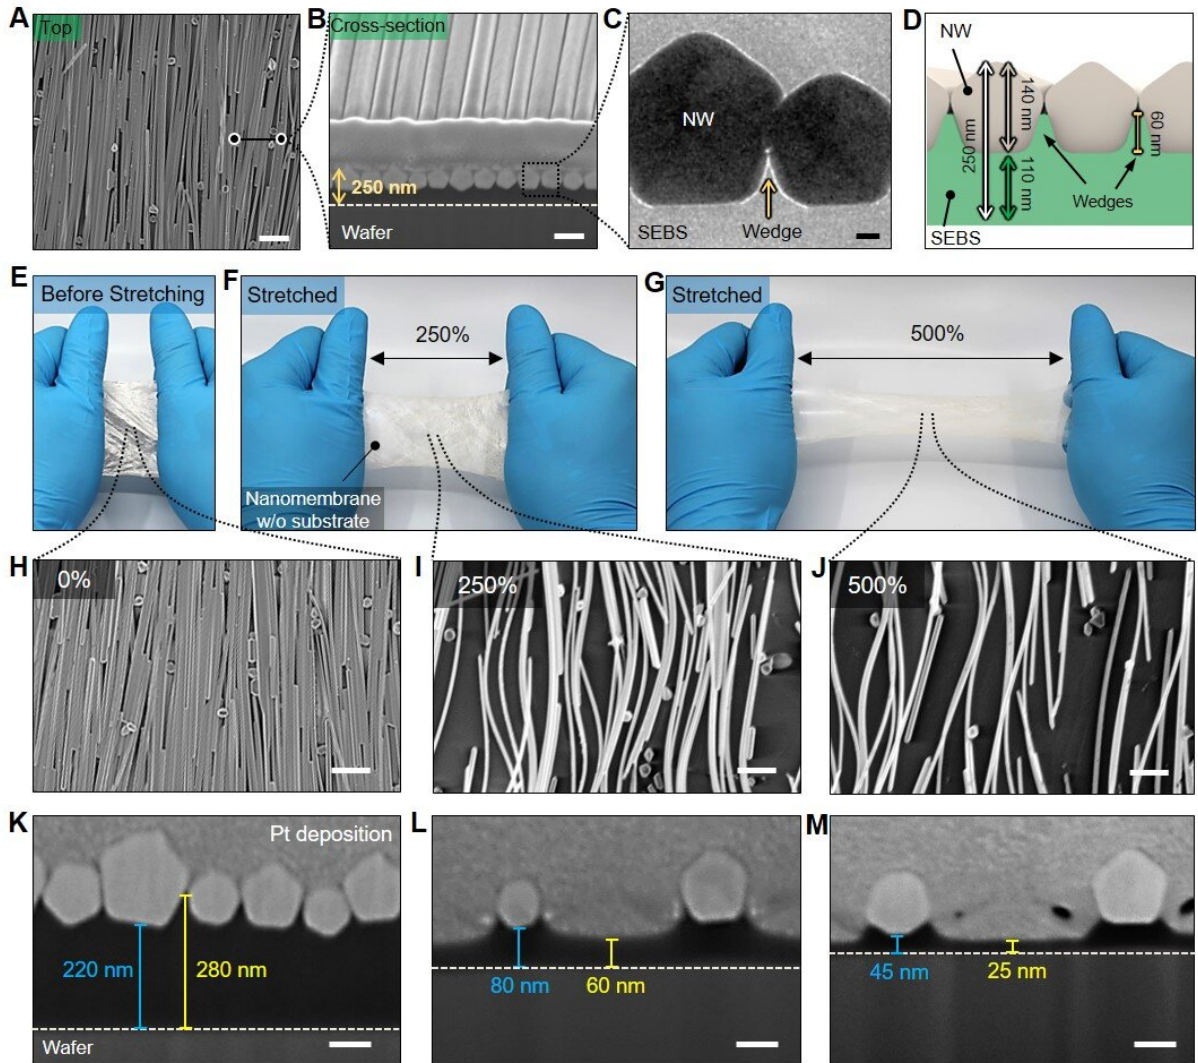 A
Top
B
Cross-section
250 nm
Wafer
C
NW
SEBS
Wedge
D
NW
250 nm
140 nm
110 nm
60 nm
Wedges
SEBS
E
Before Stretching
F
Stretched
250%
Nanomembrane
w/o substrate
G
Stretched
500%
H
0%
I
250%
J
500%
K
Pt deposition
220 nm
280 nm
Wafer
L
80 nm
60 nm
M
45 nm
25 nm